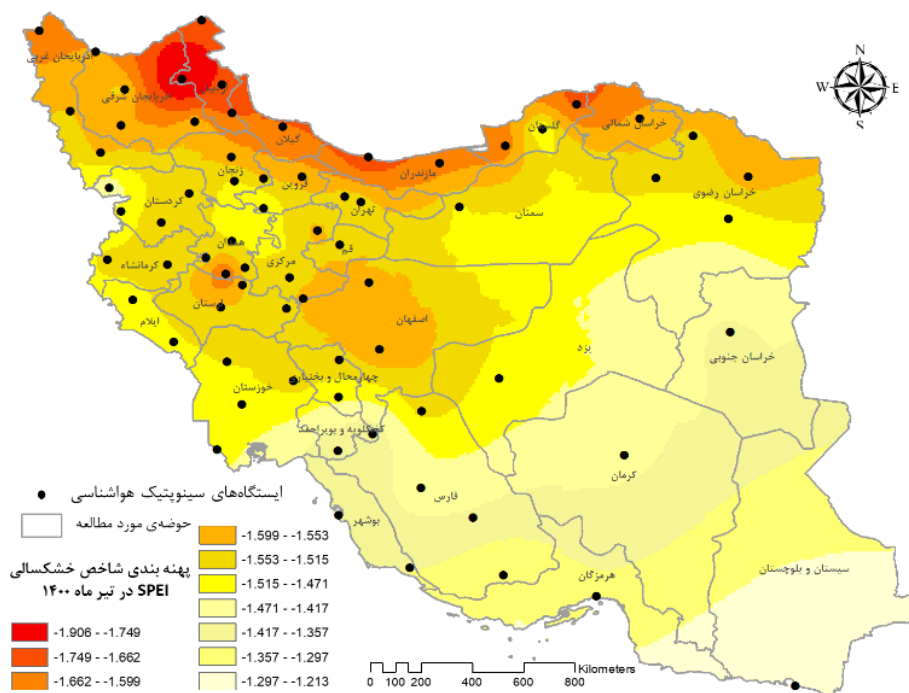 N
W E
S
آذربایجان غربی
آذربایجان شرقی
اردبیل
گیلان
زنجان
قزوین
مازندران
گلستان
خراسان شمالی
خراسان رضوی
سمنان
تهران
کردستان
همدان
قم
مرکزی
کرمانشاه
لرستان
ایلام
اصفهان
یزد
خراسان جنوبی
چهارمحال و بختیاری
خوزستان
کهگلویه و بویراحمد
فارس
کرمان
بوشهر
هرمزگان
سیستان و بلوچستان
ایستگاه‌های سینوپتیک هواشناسی
حوضه‌ی مورد مطالعه
پهنه بندی شاخص خشکسالی
SPEI در تیر ماه ۱۴۰۰
-1.906 - -1.749
-1.749 - -1.662
-1.662 - -1.599
-1.599 - -1.553
-1.553 - -1.515
-1.515 - -1.471
-1.471 - -1.417
-1.417 - -1.357
-1.357 - -1.297
-1.297 - -1.213
Kilometers
0 100 200 400 600 800